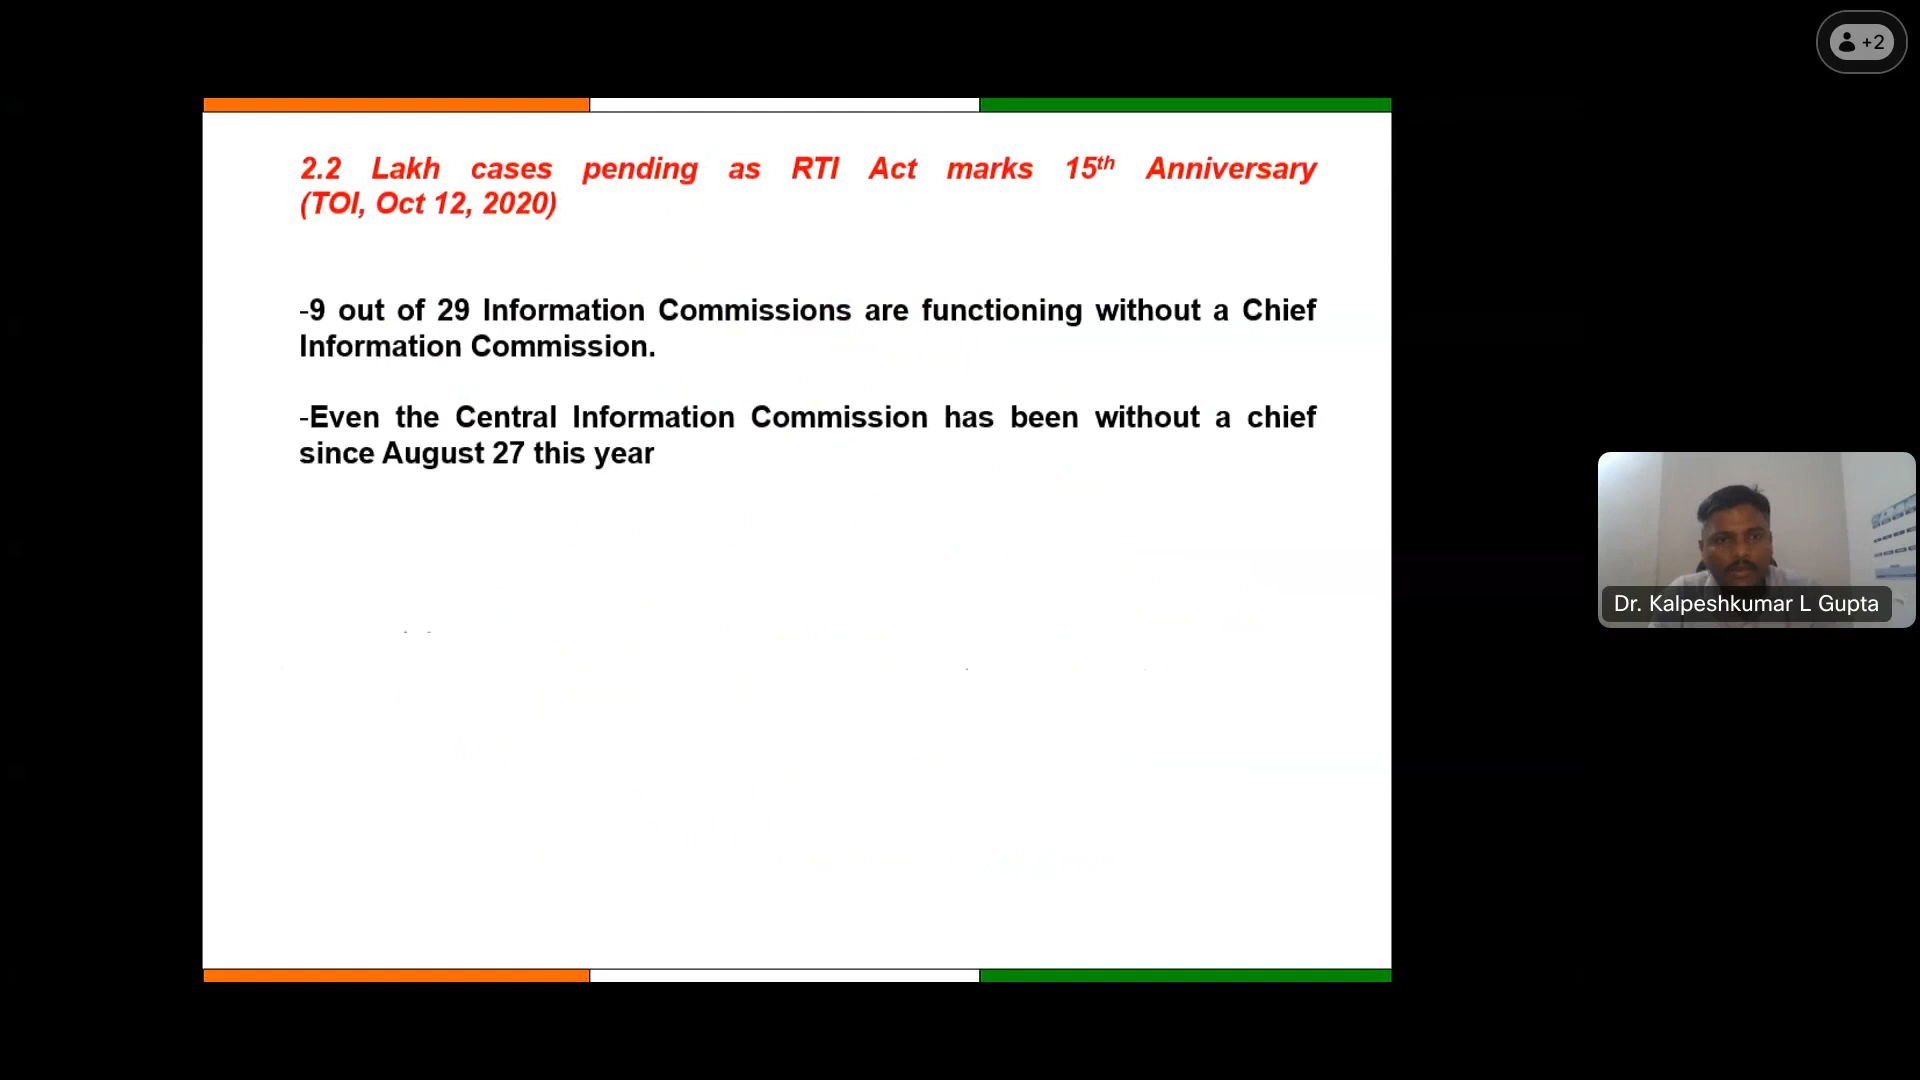 +2
2.2 Lakh cases pending as RTI Act marks 15th Anniversary
(TOI, Oct 12, 2020)
-9 out of 29 Information Commissions are functioning without a Chief
Information Commission.
-Even the Central Information Commission has been without a chief
since August 27 this year
Dr. Kalpeshkumar L Gupta